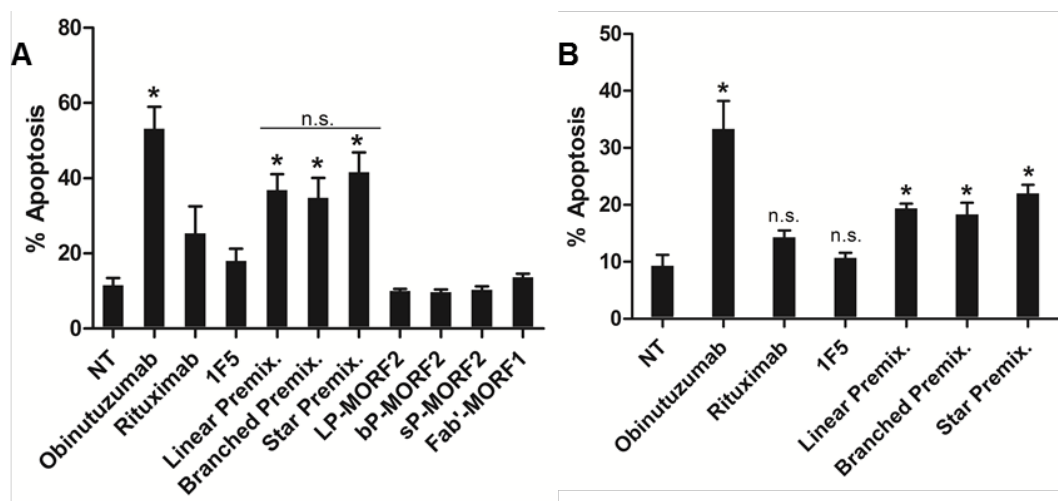 A
% Apoptosis
80
60
40
20
0
*
n.s.
*
*
*
NT
Obinutuzumab
Rituximab
1F5
Linear Premix.
Branched Premix.
Star Premix.
LP-MORF2
bP-MORF2
sP-MORF2
Fab'-MORF1
B
% Apoptosis
50
40
30
20
10
0
*
n.s.
n.s.
*
*
*
NT
Obinutuzumab
Rituximab
1F5
Linear Premix.
Branched Premix.
Star Premix.